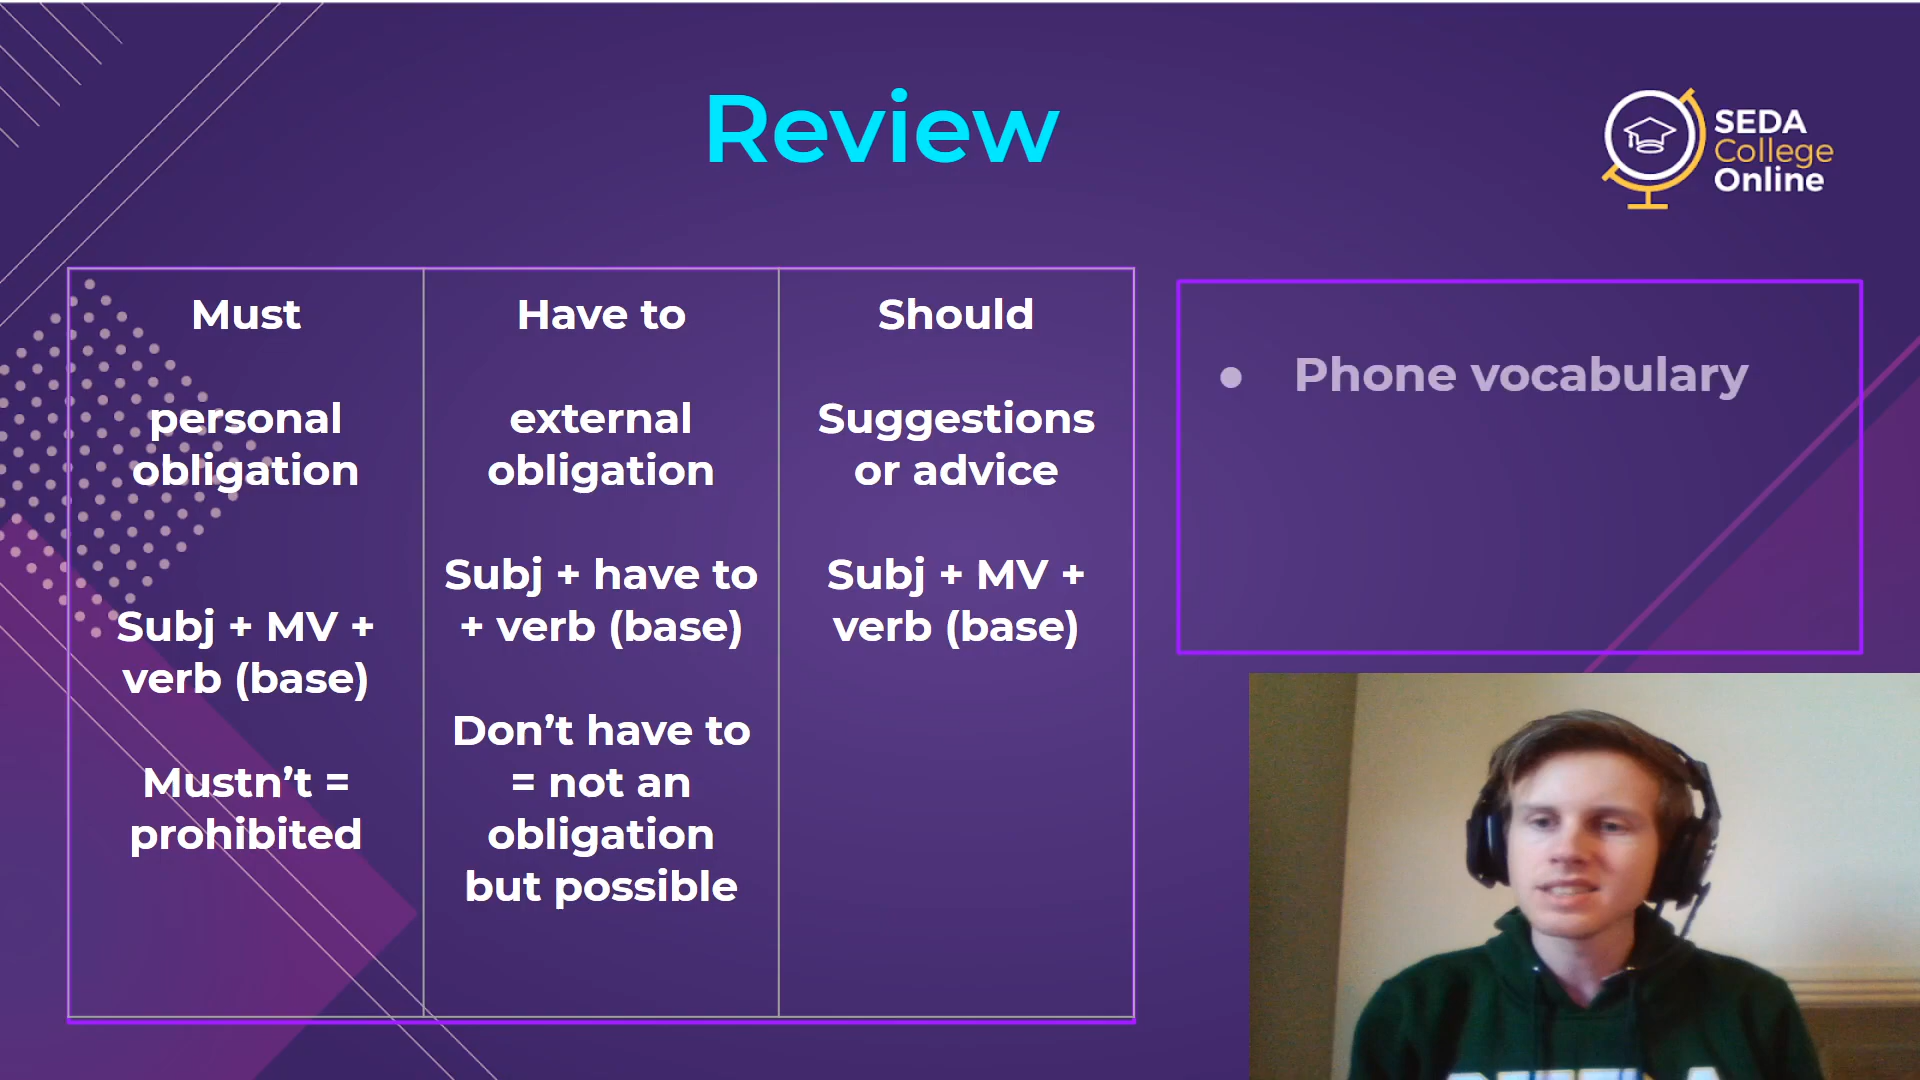 Review
SEDA
College
Online
Must
personal
obligation
Subj + MV +
verb (base)
Mustn’t =
prohibited
Have to
external
obligation
Subj + have to
+ verb (base)
Don’t have to
= not an
obligation
but possible
Should
Suggestions
or advice
Subj + MV +
verb (base)
● Phone vocabulary